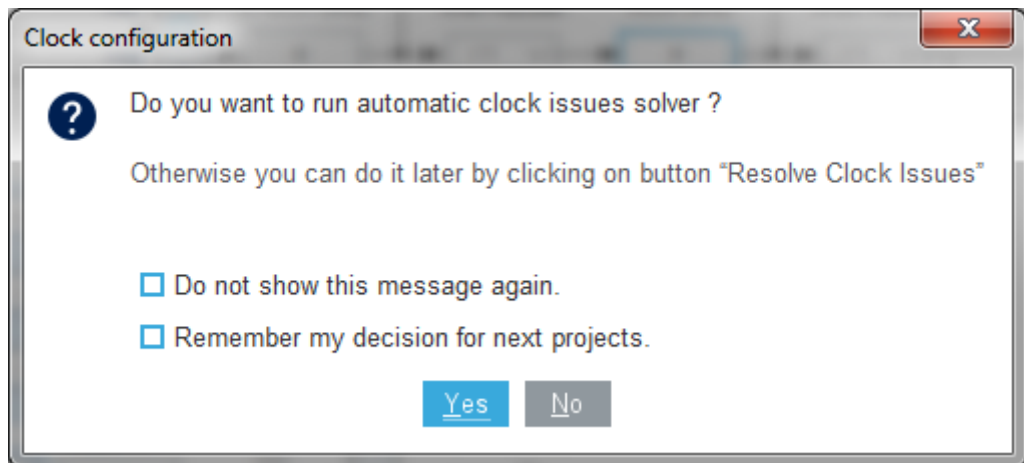 Clock configuration
Do you want to run automatic clock issues solver ?
Otherwise you can do it later by clicking on button “Resolve Clock Issues”
Do not show this message again.
Remember my decision for next projects.
Yes
No